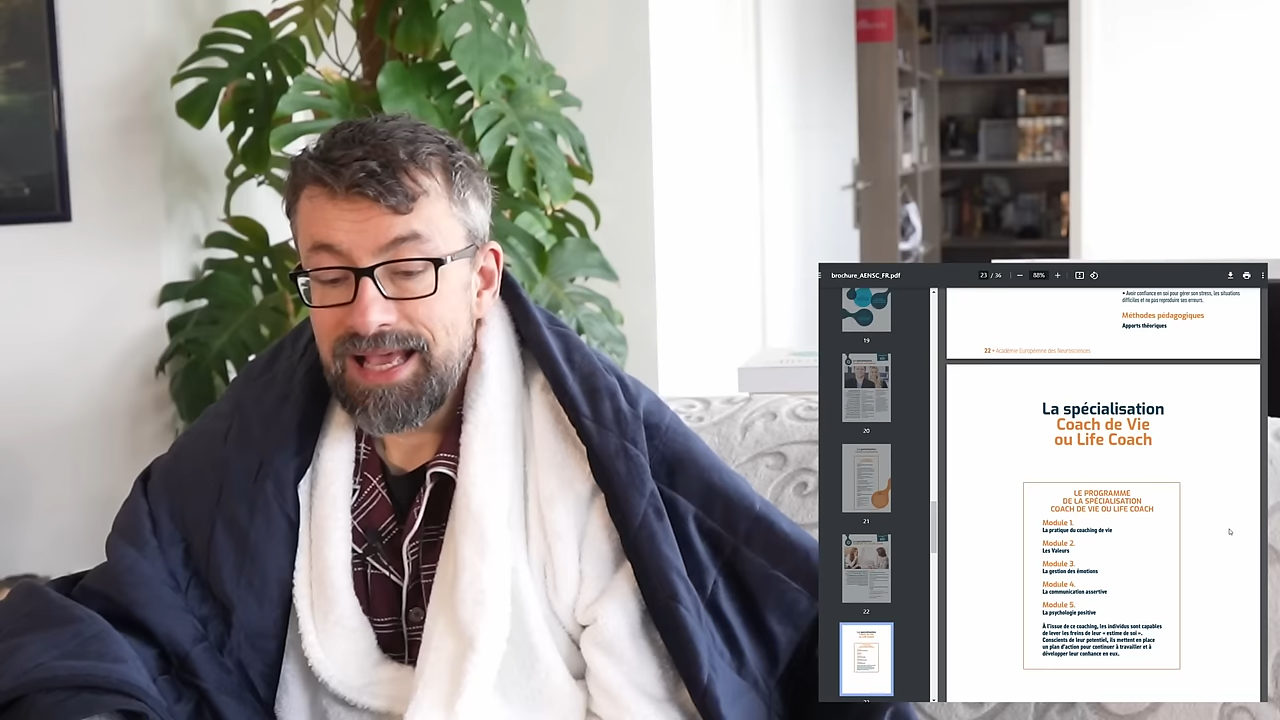 brochure_AENSC_FR.pdf
23 / 36
88%
19
20
21
22
• Avoir confiance en soi pour gérer son stress, les situations
difficiles et ne pas reproduire ses erreurs.
Méthodes pédagogiques
Apports théoriques
22 • Académie Européenne des Neurosciences
La spécialisation
Coach de Vie
ou Life Coach
LE PROGRAMME
DE LA SPÉCIALISATION
COACH DE VIE OU LIFE COACH
Module 1.
La pratique du coaching de vie
Module 2.
Les Valeurs
Module 3.
La gestion des émotions
Module 4.
La communication assertive
Module 5.
La psychologie positive
À l'issue de ce coaching, les individus sont capables
de lever les freins de leur « estime de soi ».
Conscients de leur potentiel, ils mettent en place
un plan d'action pour continuer à travailler et à
développer leur confiance en eux.